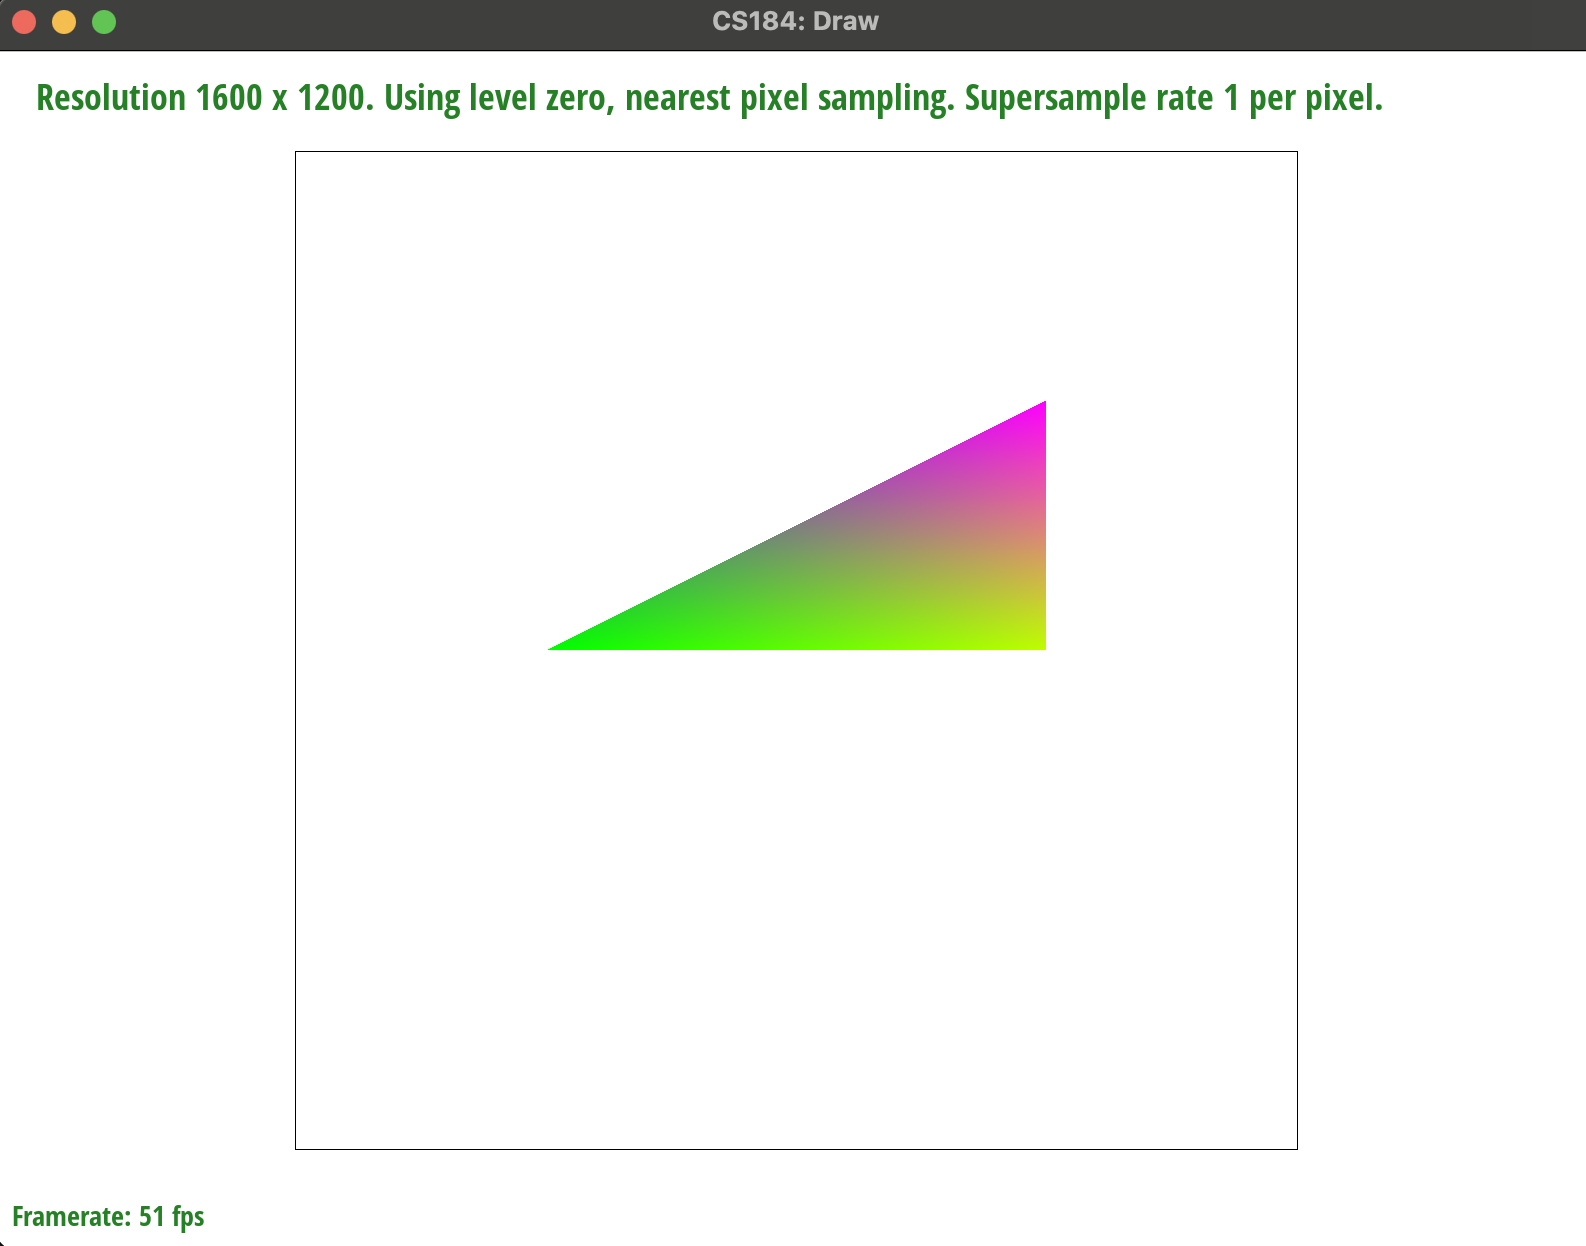 CS184: Draw
Resolution 1600 x 1200. Using level zero, nearest pixel sampling. Supersample rate 1 per pixel.
Framerate: 51 fps